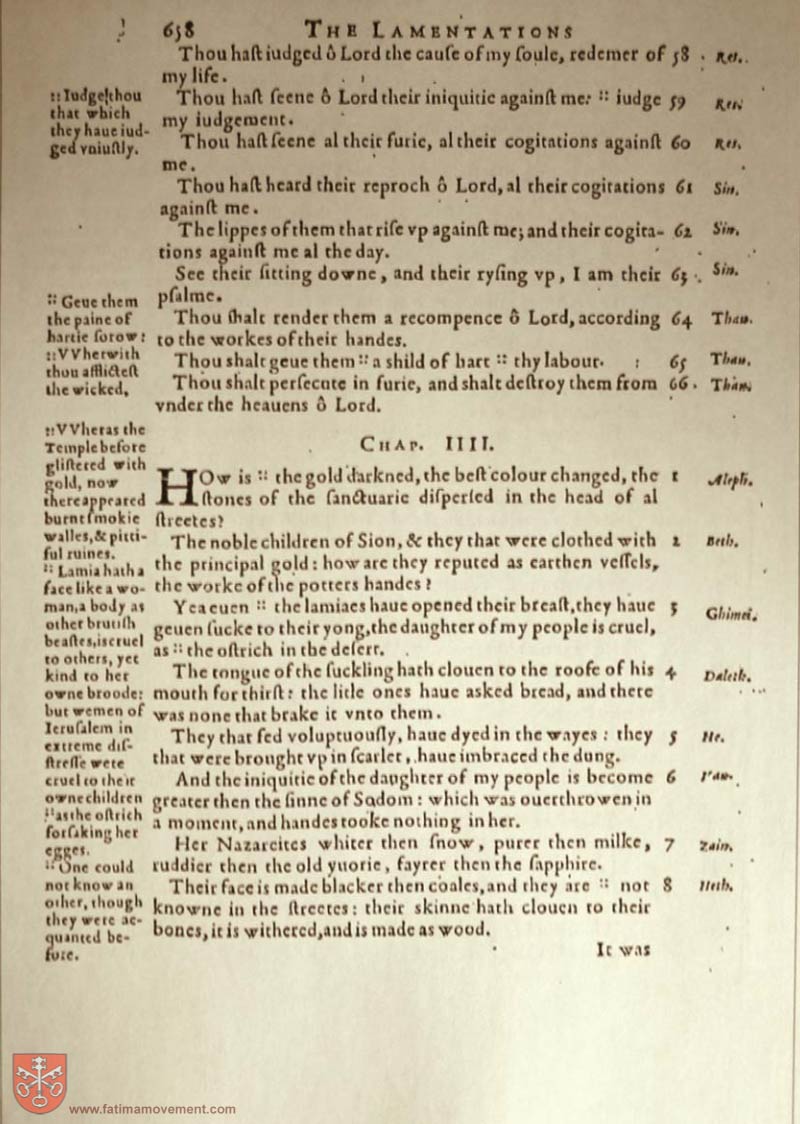 658 THE LAMENTATIONS
Thou haſt iudged ô Lord the cauſe of my ſoule, redemer of 58 Res.
my life.
Thou haſt ſeene ô Lord their iniquitie againſt me: :: iudge 59 Res.
my iudgement.
Thou haſt ſeene al their furie, al their cogitations againſt 60 Res.
me.
Thou haſt heard their reproch ô Lord, al their cogitations 61 Sin.
againſt me.
The lippes of them that riſe vp againſt me; and their cogita- 62 Sin.
tions againſt me al the day.
See their ſitting downe, and their ryſing vp, I am their 63 Sin.
pſalme.
Thou ſhalt render them a recompence ô Lord, according 64 Thau.
to the workes of their handes.
Thou shalt geue them :: a shild of hart :: thy labour. 65 Thau.
Thou shalt perſecute in furie, and shalt deſtroy them from 66. Thau.
vnder the heauens ô Lord.
:: Iudge thou
that which
they haue iud-
ged vniuſtly.
:: Geue them
the paine of
hartie ſorow:
:: VVherwith
thou afflicteſt
the wicked,
CHAP. IIII.
HOw is :: the gold darkned, the beſt colour changed, the 1 Aleph.
ſtones of the ſanctuarie diſperſed in the head of al
ſtreetes?
The noble children of Sion, & they that were clothed with 2 Beth.
the principal gold: how are they reputed as earthen veſſels,
the worke of the potters handes?
Yea euen :: the lamiaes haue opened their breaſt, they haue 3 Ghimel.
geuen ſucke to their yong, the daughter of my people is cruel,
as :: the oſtrich in the deſert.
The tongue of the ſuckling hath clouen to the roofe of his 4 Daleth.
mouth for thirſt: the litle ones haue asked bread, and there
was none that brake it vnto them.
They that fed voluptuouſly, haue dyed in the wayes: they 5 He.
that were brought vp in ſcarlet, haue imbraced the dung.
And the iniquitie of the daughter of my people is become 6 Vau.
greater then the ſinne of Sodom: which was ouerthrowen in
a moment, and handes tooke nothing in her.
Her Nazareites whiter then ſnow, purer then milke, 7 Zain.
ruddier then the old yuorie, fayrer then the ſapphire.
Their face is made blacker then coales, and they are :: not 8 Heth.
knowne in the ſtreetes: their skinne hath clouen to their
bones, it is withered, and is made as wood.
It was
:: VVheras the
Temple before
gliſtered with
gold, now
there appeared
burnt ſmokie
walles, & pitti-
ful ruines.
:: Lamia hath a
face like a wo-
man, a body as
other brutiſh
beaſtes, is cruel
to others, yet
kind to her
owne broode:
but wemen of
Ieruſalem in
extreme diſ-
ſtreſſe were
cruel to their
owne children
:: as the oſtrich
forſaking her
egges.
:: One could
not know an
other, though
they were ac-
quanted be-
fore.
www.fatimamovement.com